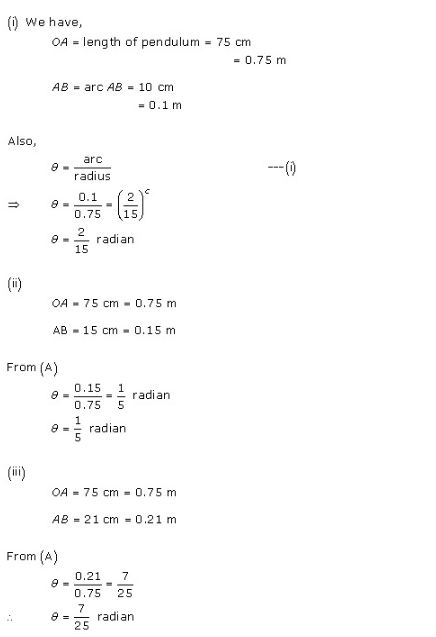 (i) We have,
OA = length of pendulum = 75 cm
= 0.75 m
AB = arc AB = 10 cm
= 0.1 m
Also,
θ = arc/radius ---(i)
⇒ θ = 0.1/0.75 = (2/15)^c
θ = 2/15 radian
(ii)
OA = 75 cm = 0.75 m
AB = 15 cm = 0.15 m
From (A)
θ = 0.15/0.75 = 1/5 radian
θ = 1/5 radian
(iii)
OA = 75 cm = 0.75 m
AB = 21 cm = 0.21 m
From (A)
θ = 0.21/0.75 = 7/25
∴ θ = 7/25 radian